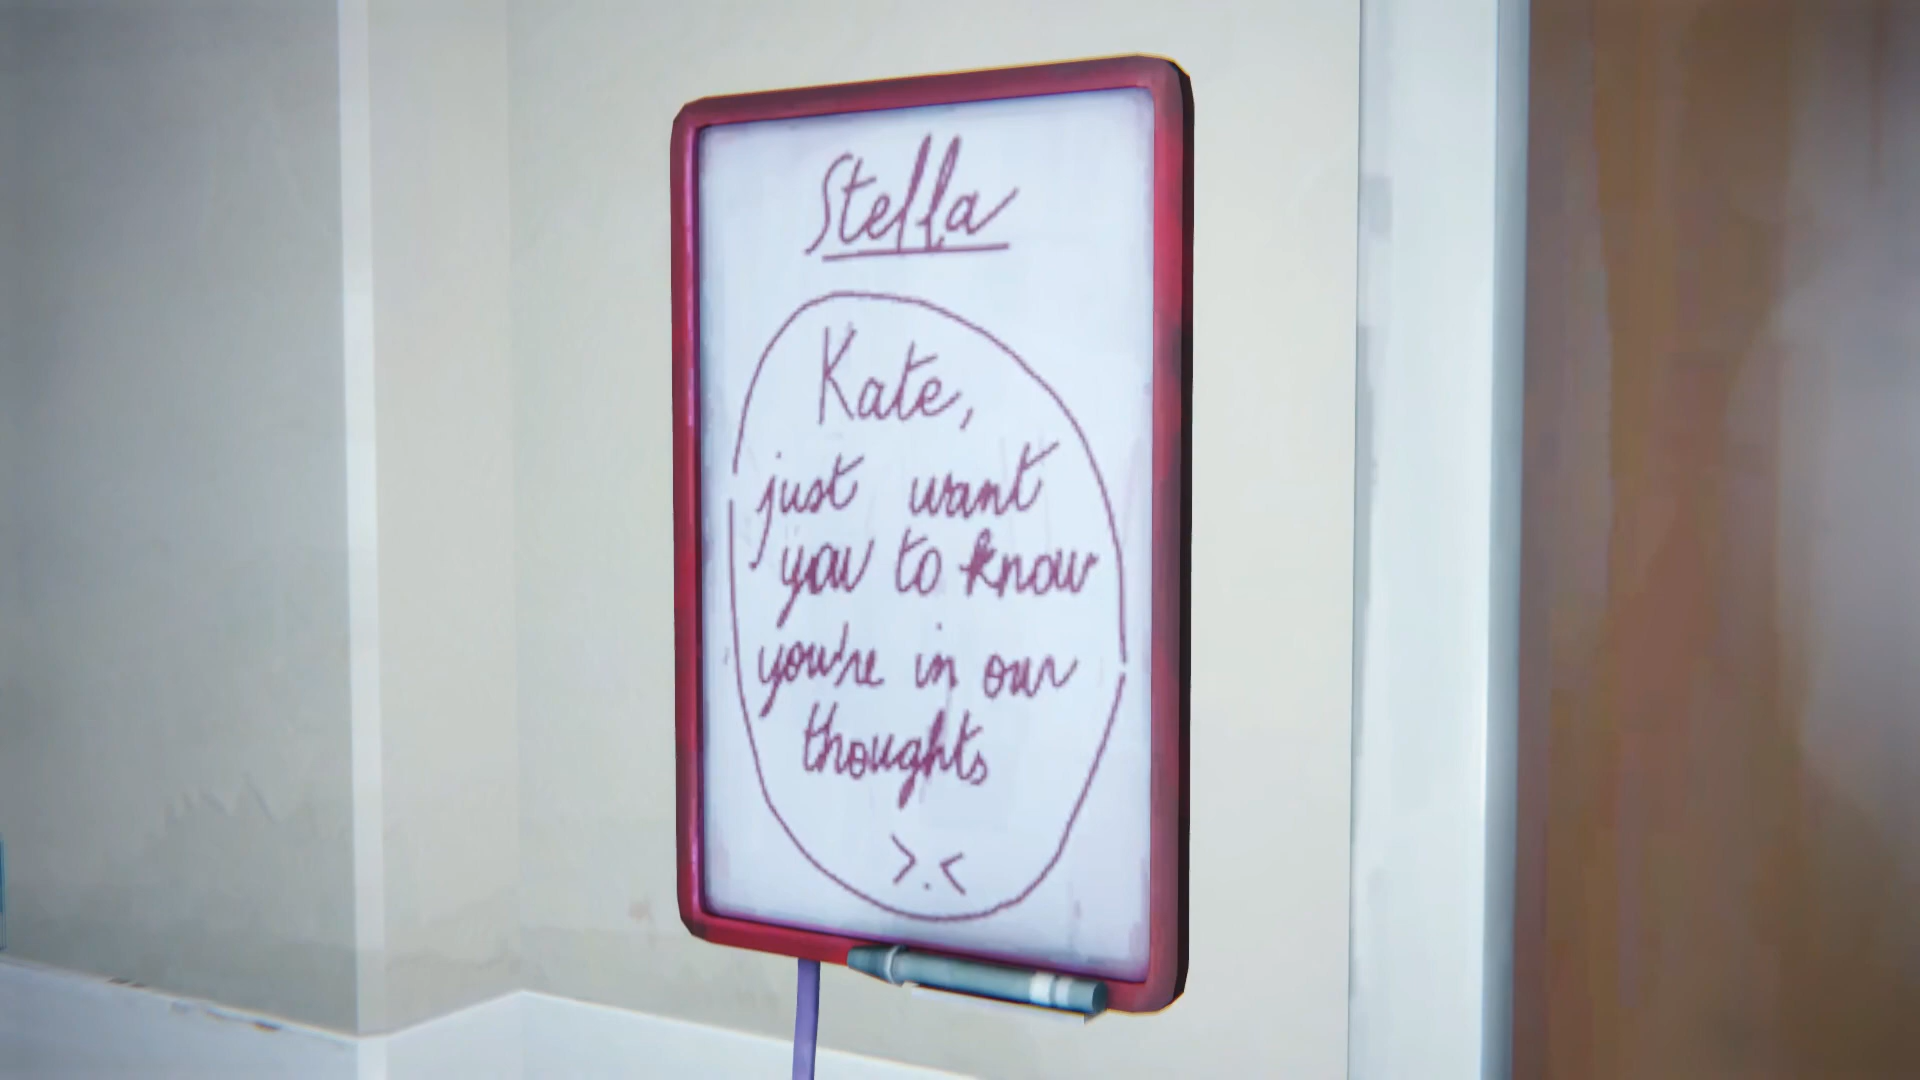 Stella
Kate,
just want
you to know
you're in our
thoughts
>.<